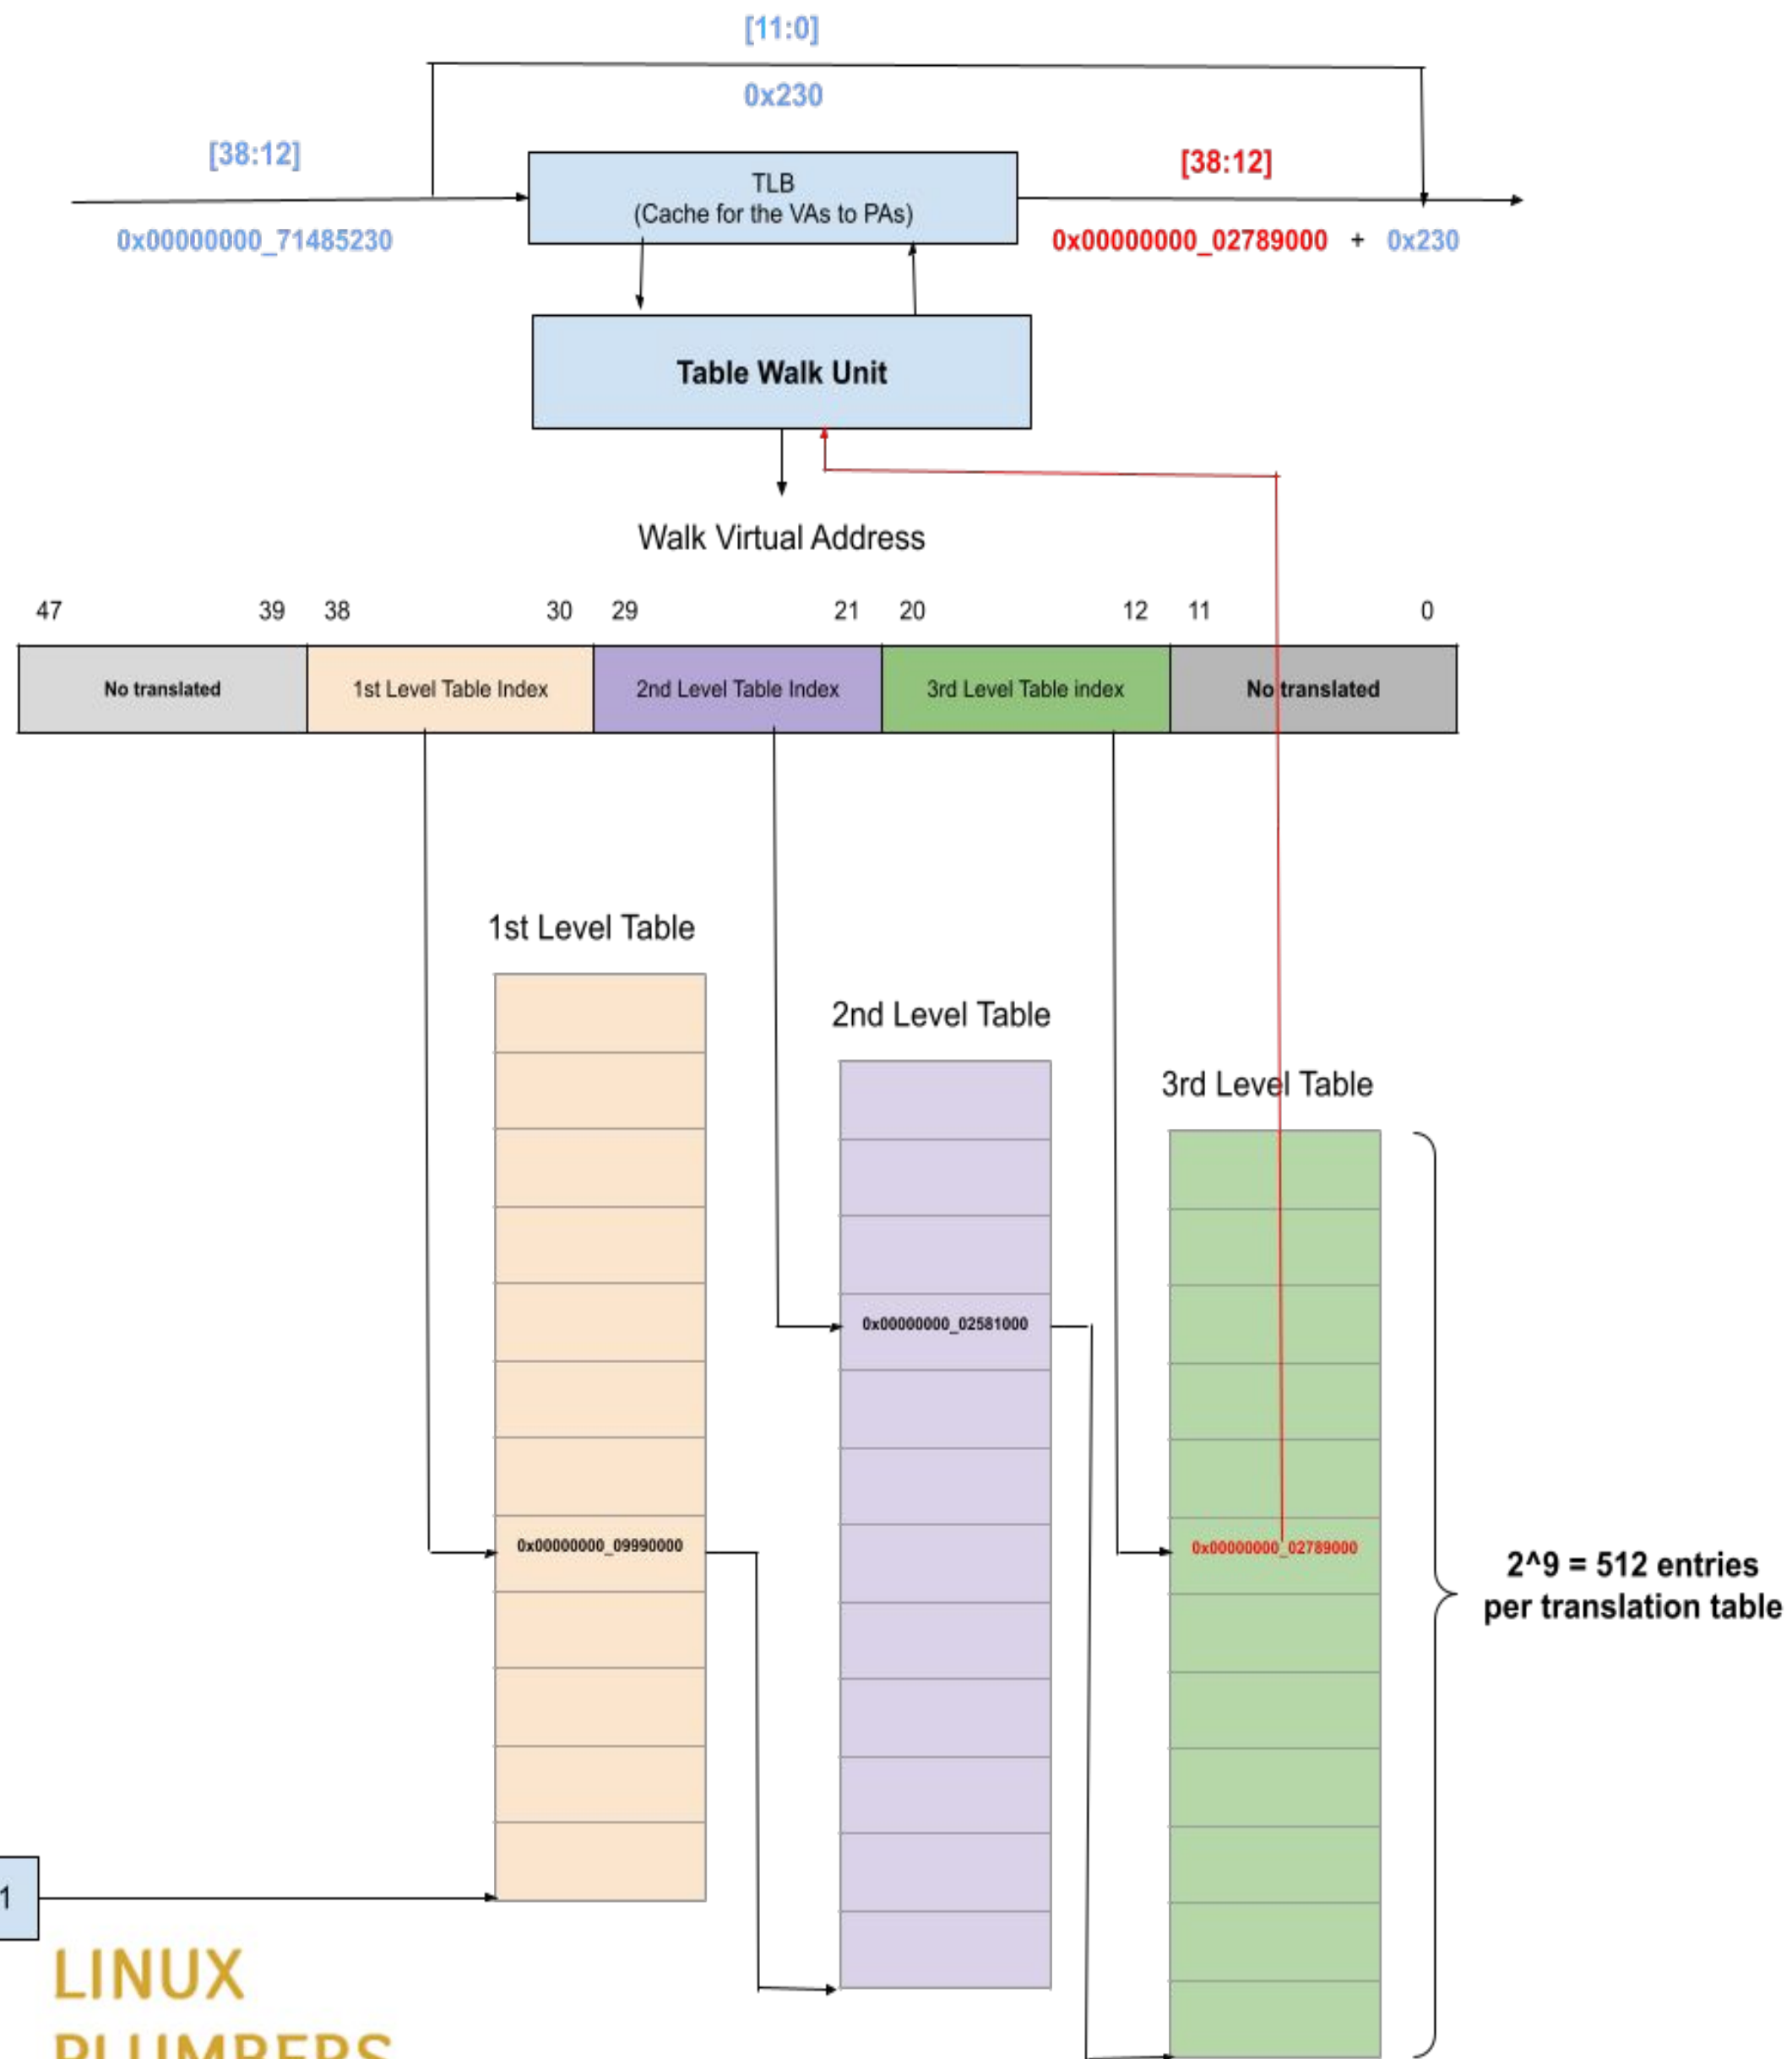 [11:0]
0x230
[38:12]
[38:12]
TLB
(Cache for the VAs to PAs)
0x00000000_71485230
0x00000000_02789000 + 0x230
Table Walk Unit
Walk Virtual Address
47 39 38 30 29 21 20 12 11 0
No translated 1st Level Table Index 2nd Level Table Index 3rd Level Table index No translated
1st Level Table
2nd Level Table
3rd Level Table
0x00000000_02581000
0x00000000_09990000
0x00000000_02789000
2^9 = 512 entries
per translation table
1
LINUX
PLUMBERS